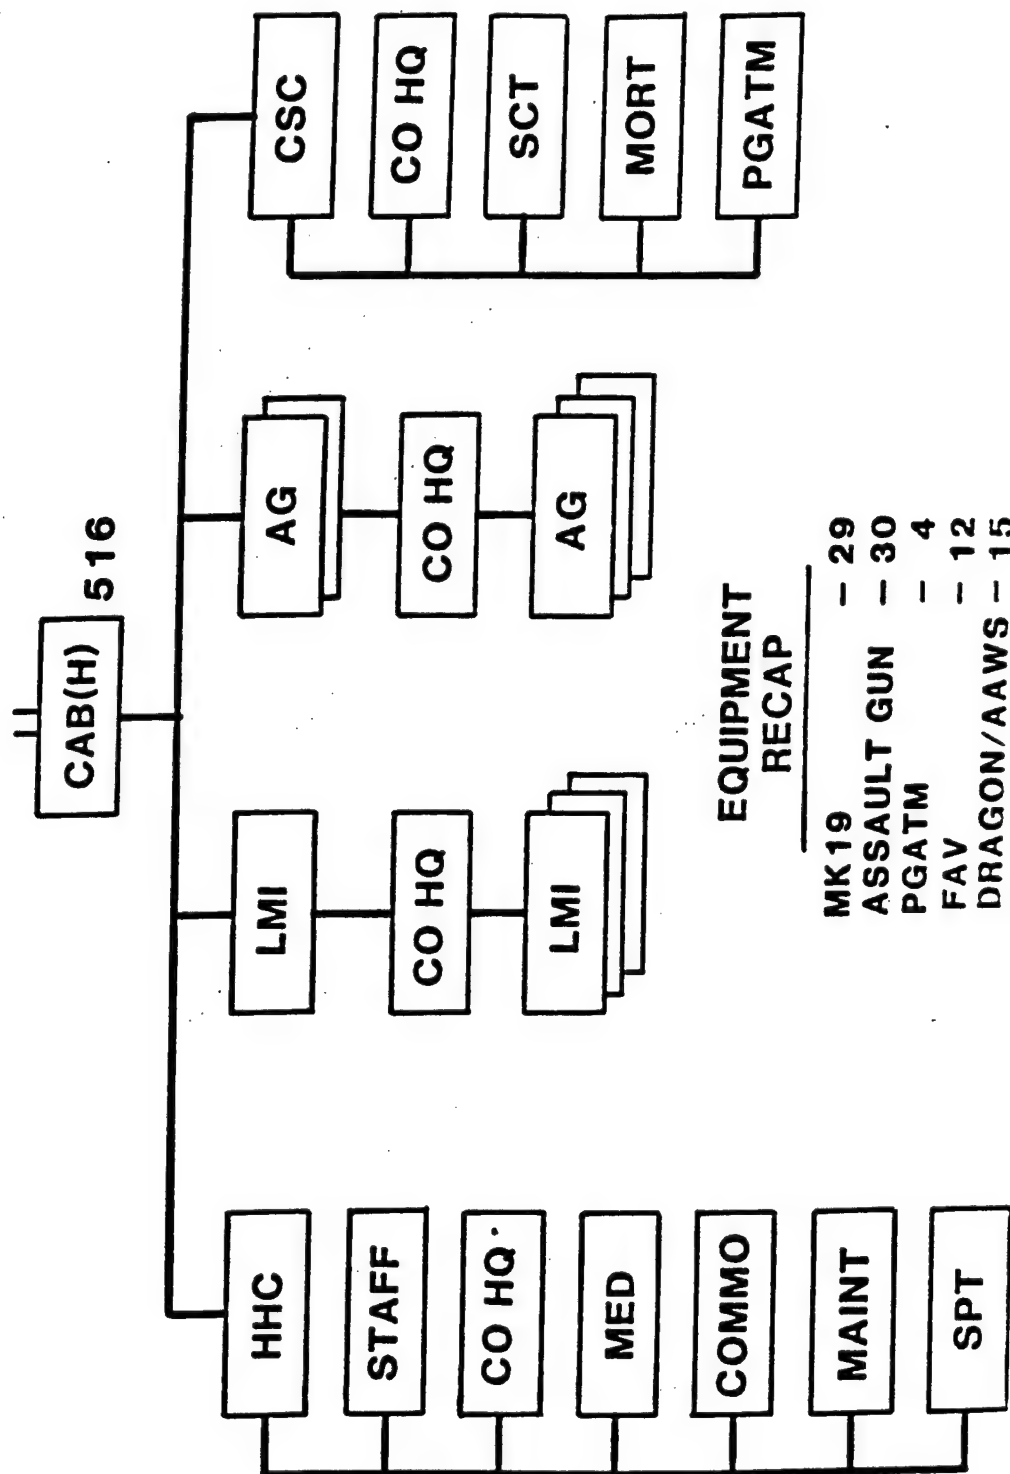 CAB(H)
516
HHC
STAFF
CO HQ
MED
COMMO
MAINT
SPT
LMI
CO HQ
LMI
AG
CO HQ
AG
CSC
CO HQ
SCT
MORT
PGATM
EQUIPMENT
RECAP
MK19 – 29
ASSAULT GUN – 30
PGATM – 4
FAV – 12
DRAGON/AAWS – 15